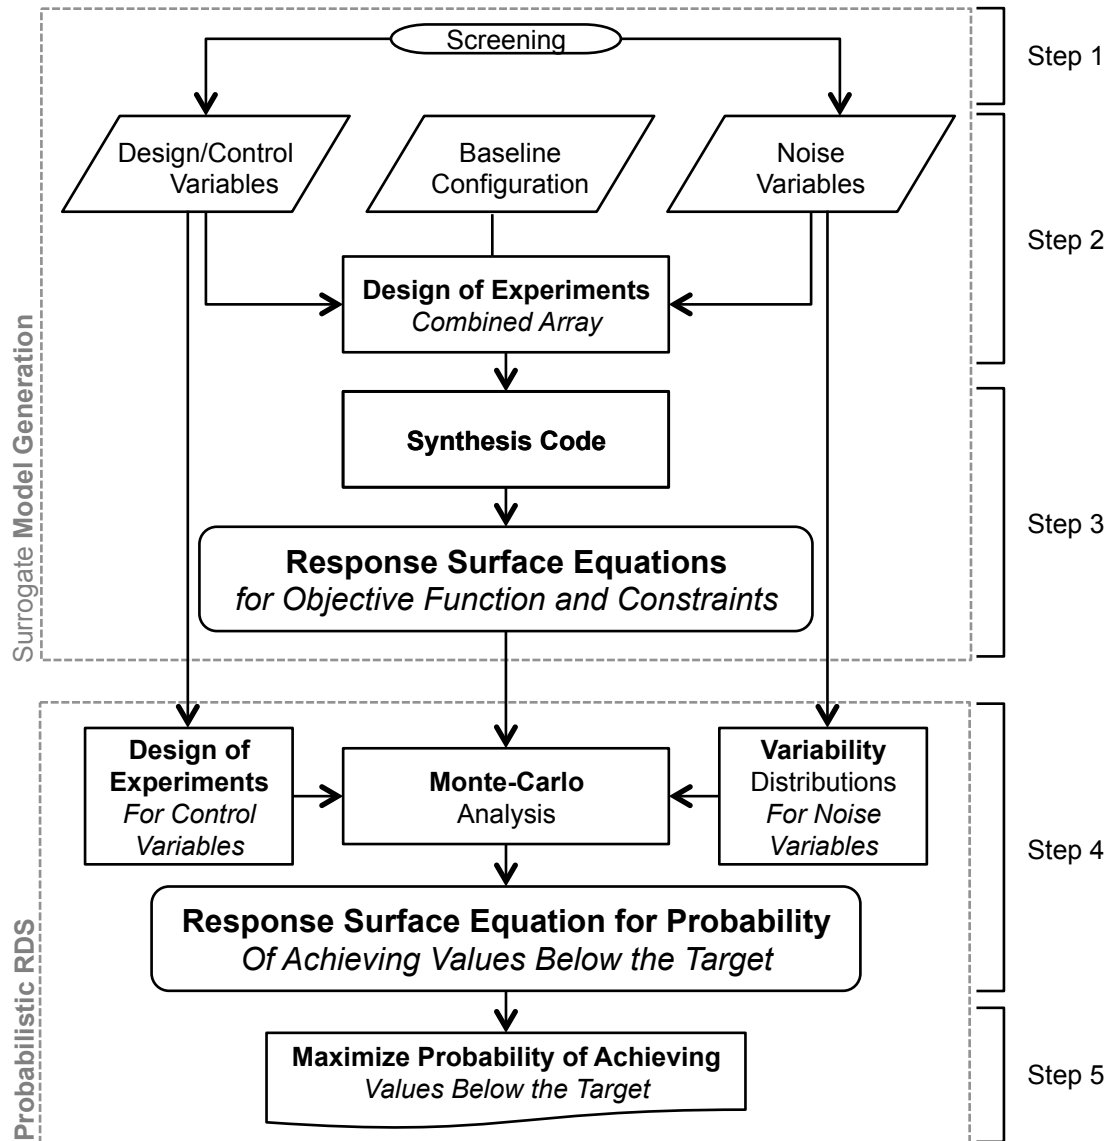 Screening
Step 1
Design/Control
Variables
Baseline
Configuration
Noise
Variables
Step 2
Design of Experiments
Combined Array
Synthesis Code
Step 3
Response Surface Equations
for Objective Function and Constraints
Surrogate Model Generation
Design of
Experiments
For Control
Variables
Monte-Carlo
Analysis
Variability
Distributions
For Noise
Variables
Step 4
Response Surface Equation for Probability
Of Achieving Values Below the Target
Maximize Probability of Achieving
Values Below the Target
Step 5
Probabilistic RDS